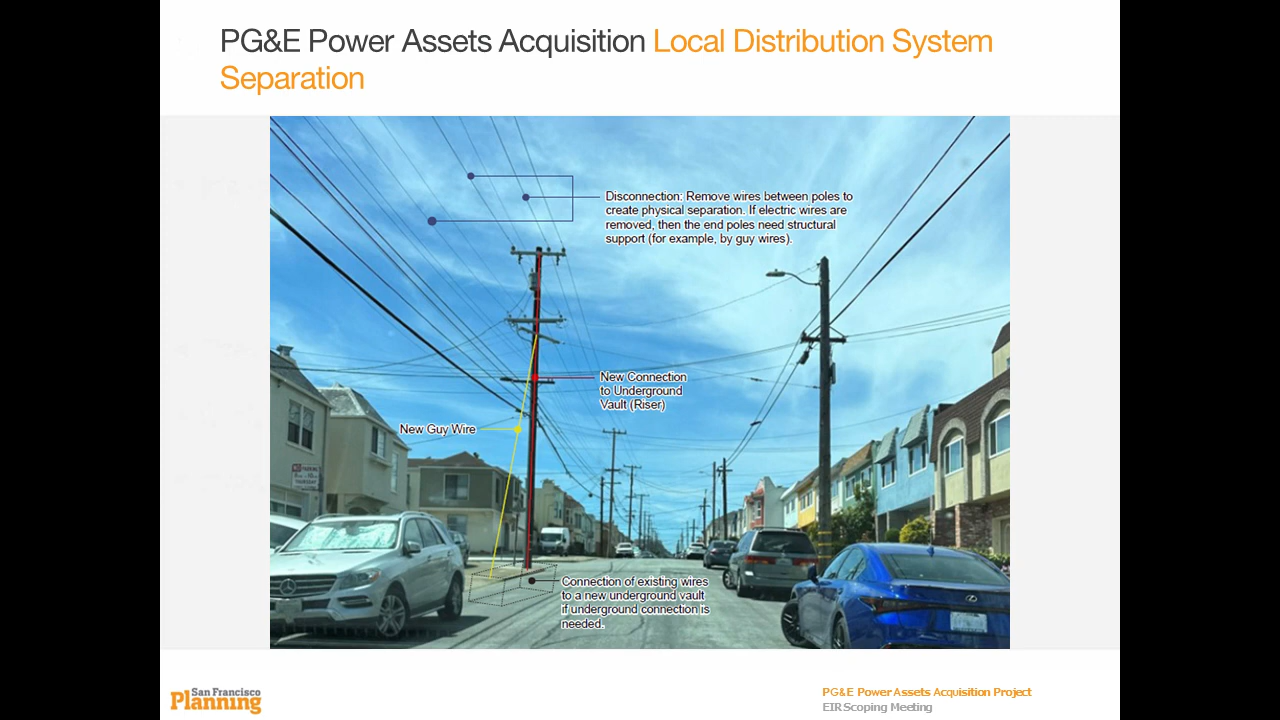 PG&E Power Assets Acquisition Local Distribution System
Separation
Disconnection: Remove wires between poles to
create physical separation. If electric wires are
removed, then the end poles need structural
support (for example, by guy wires).
New Connection
to Underground
Vault (Riser)
New Guy Wire
Connection of existing wires
to a new underground vault
if underground connection is
needed.
San Francisco
Planning
PG&E Power Assets Acquisition Project
EIR Scoping Meeting